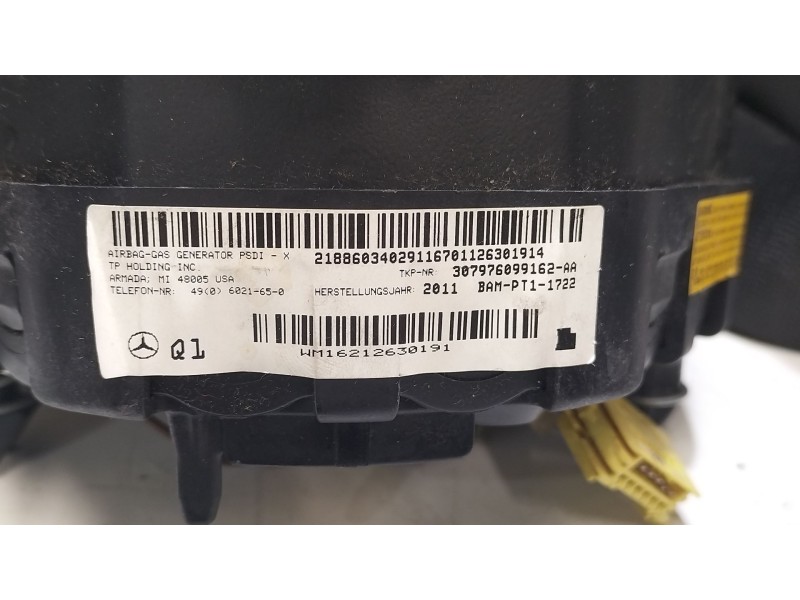 AIRBAG-GAS GENERATOR PSDI - X
TP HOLDING INC.
ARMADA; MI 48005 USA
TELEFON-NR: 49(0) 6021-65-0
21886034029116701126301914
TKP-NR: 307976099162-AA
HERSTELLUNGSJAHR: 2011 BAM-PT1-1722
Q1
WM16212630191